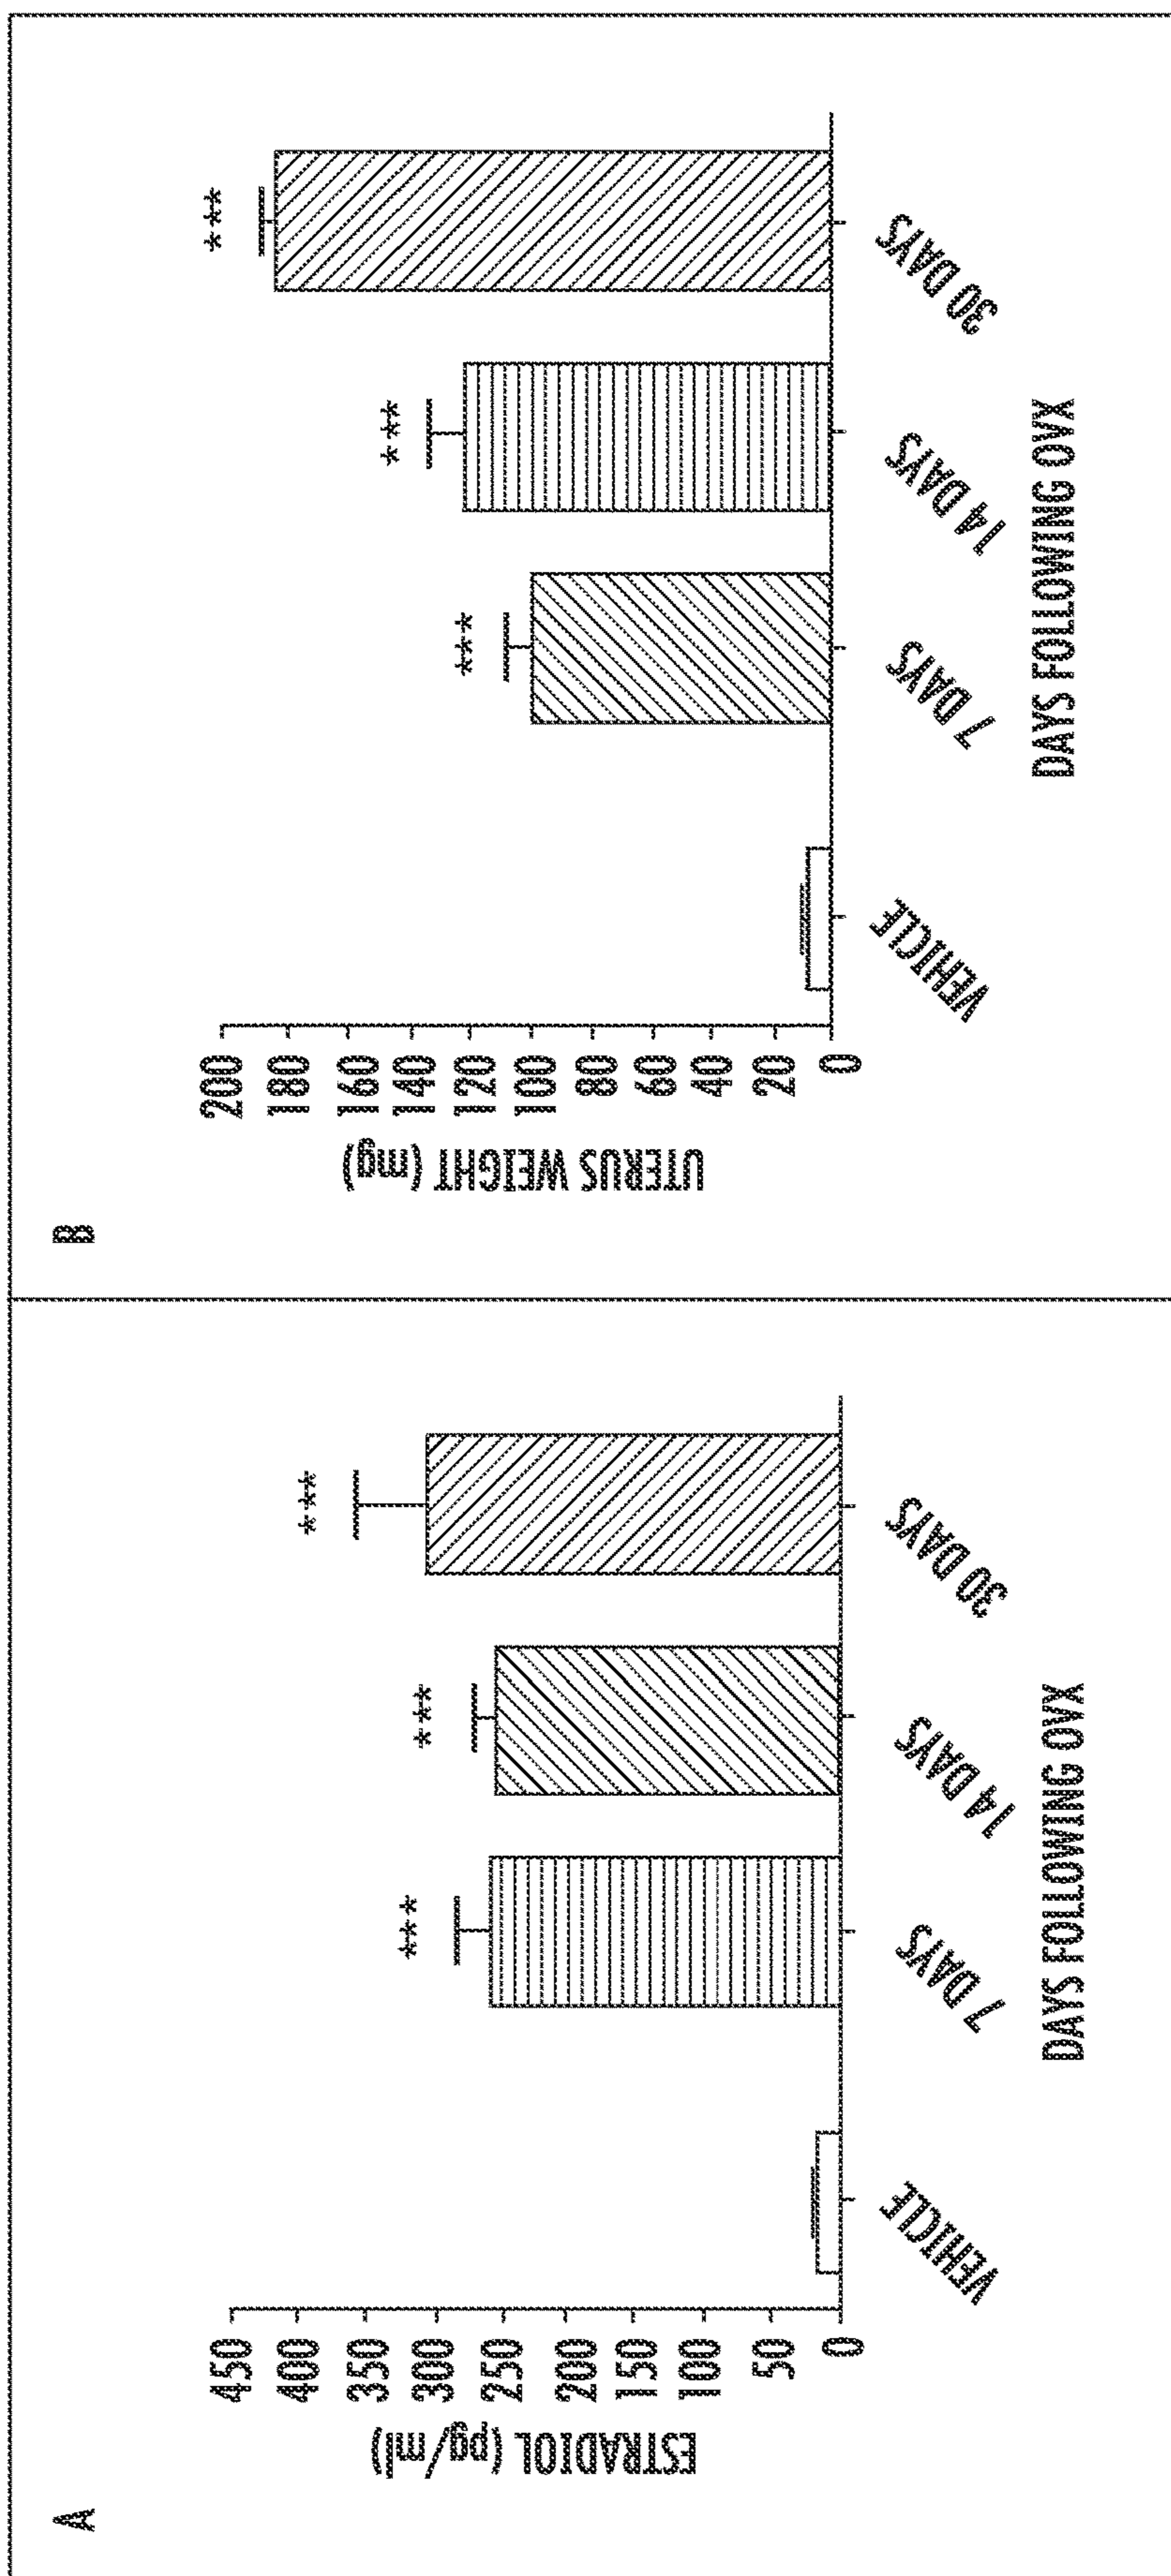 A
ESTRADIOL (pg/ml)
450
400
350
300
250
200
150
100
50
0
***
***
***
VEHICLE
7 DAYS
14 DAYS
30 DAYS
DAYS FOLLOWING OVX
B
UTERUS WEIGHT (mg)
200
180
160
140
120
100
80
60
40
20
0
***
***
***
VEHICLE
7 DAYS
14 DAYS
30 DAYS
DAYS FOLLOWING OVX